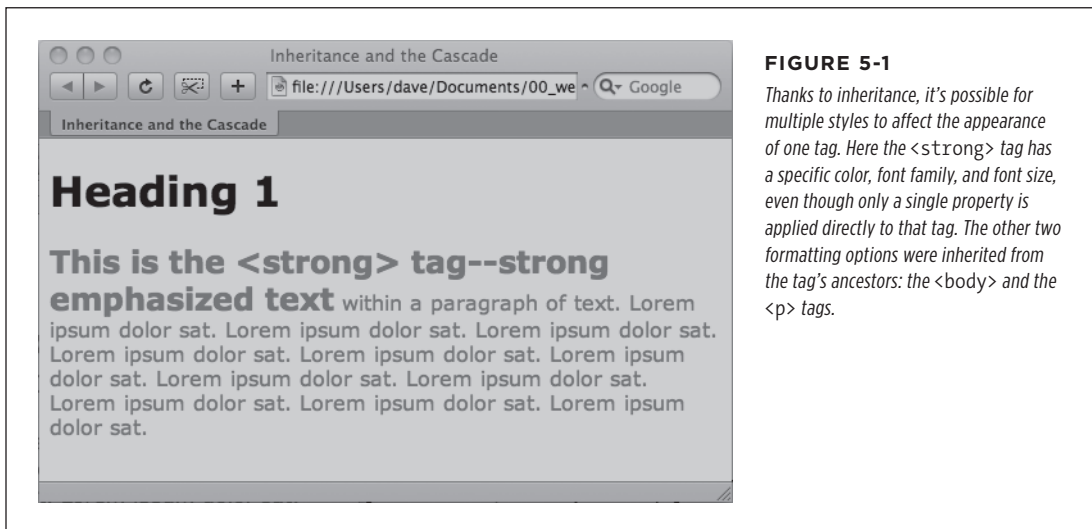 Inheritance and the Cascade
file:///Users/dave/Documents/00_we
Google
Inheritance and the Cascade
Heading 1
This is the <strong> tag--strong
emphasized text within a paragraph of text. Lorem
ipsum dolor sat. Lorem ipsum dolor sat. Lorem ipsum dolor sat.
Lorem ipsum dolor sat. Lorem ipsum dolor sat. Lorem ipsum
dolor sat. Lorem ipsum dolor sat. Lorem ipsum dolor sat.
Lorem ipsum dolor sat. Lorem ipsum dolor sat. Lorem ipsum
dolor sat.
FIGURE 5-1
Thanks to inheritance, it’s possible for
multiple styles to affect the appearance
of one tag. Here the <strong> tag has
a specific color, font family, and font size,
even though only a single property is
applied directly to that tag. The other two
formatting options were inherited from
the tag’s ancestors: the <body> and the
<p> tags.